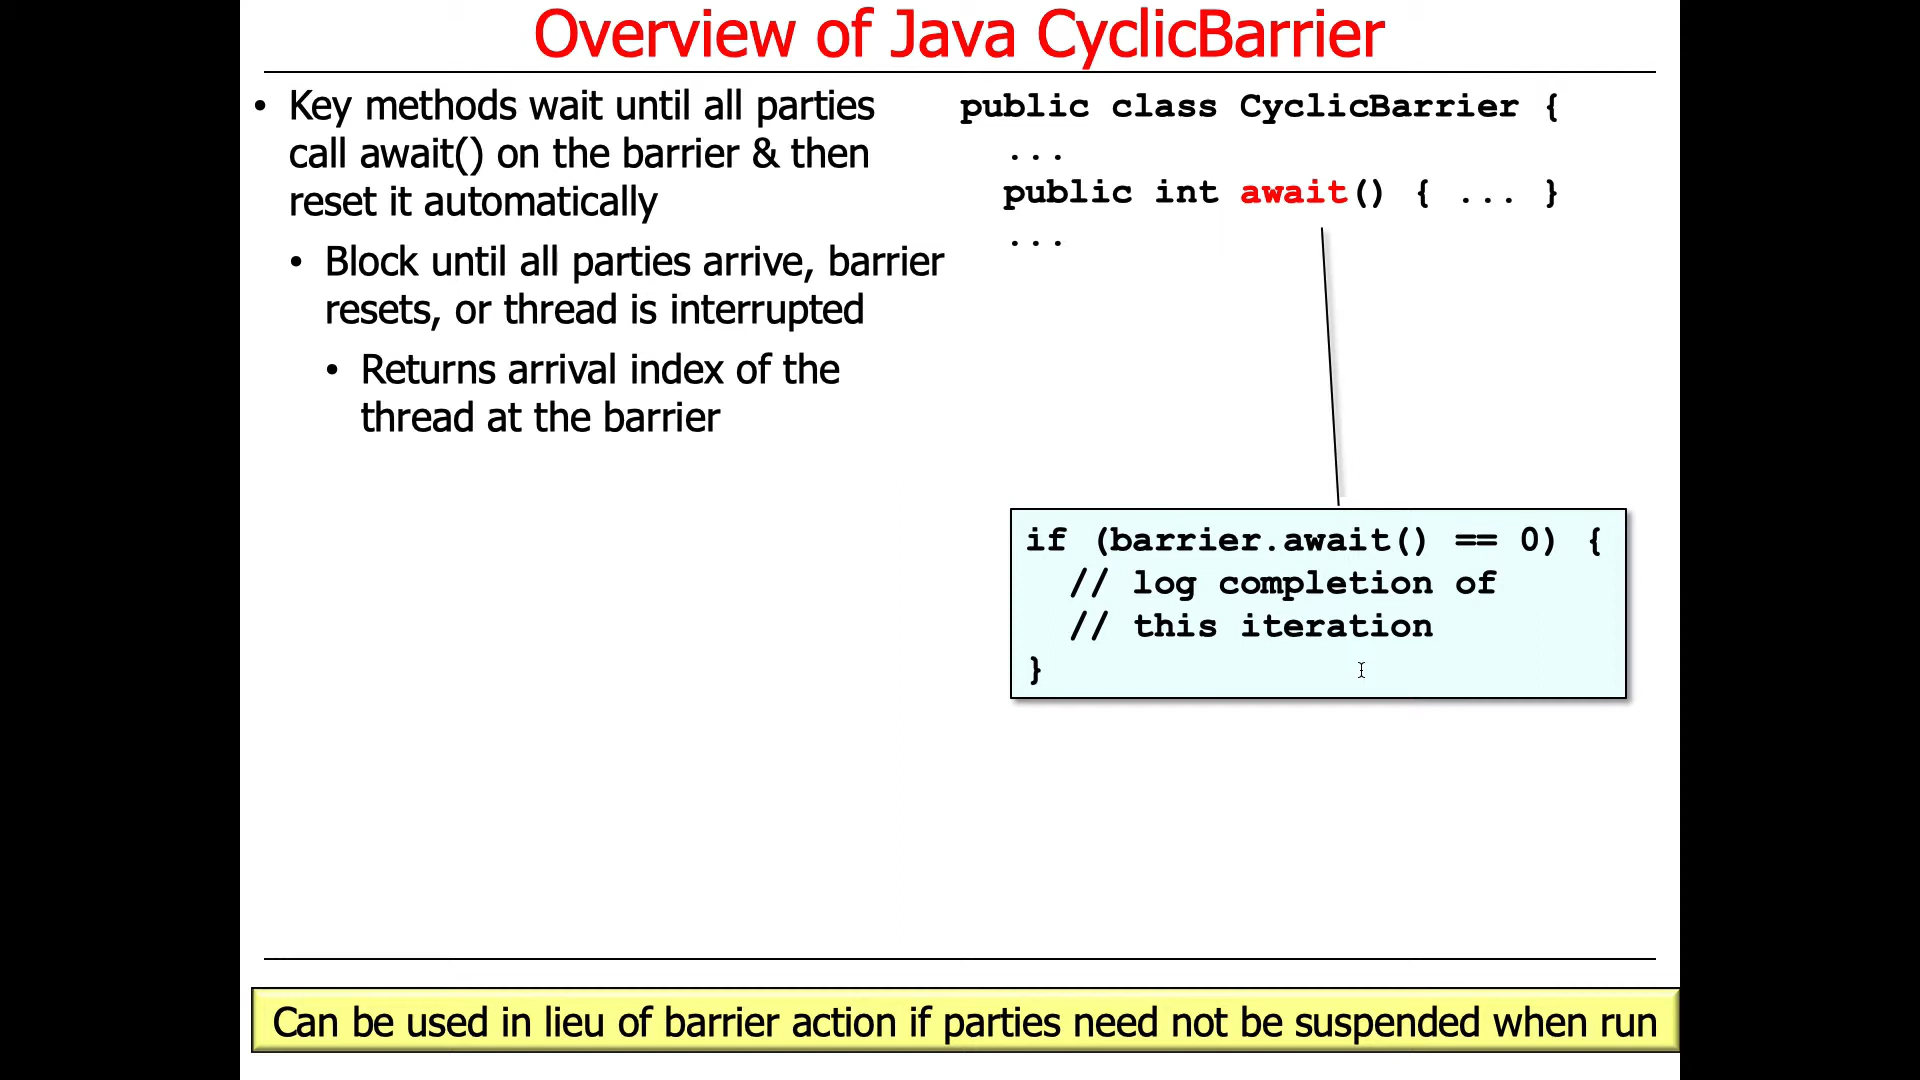 Overview of Java CyclicBarrier
• Key methods wait until all parties
call await() on the barrier & then
reset it automatically
• Block until all parties arrive, barrier
resets, or thread is interrupted
• Returns arrival index of the
thread at the barrier
public class CyclicBarrier {
...
public int await() { ... }
...
if (barrier.await() == 0) {
// log completion of
// this iteration
}
Can be used in lieu of barrier action if parties need not be suspended when run